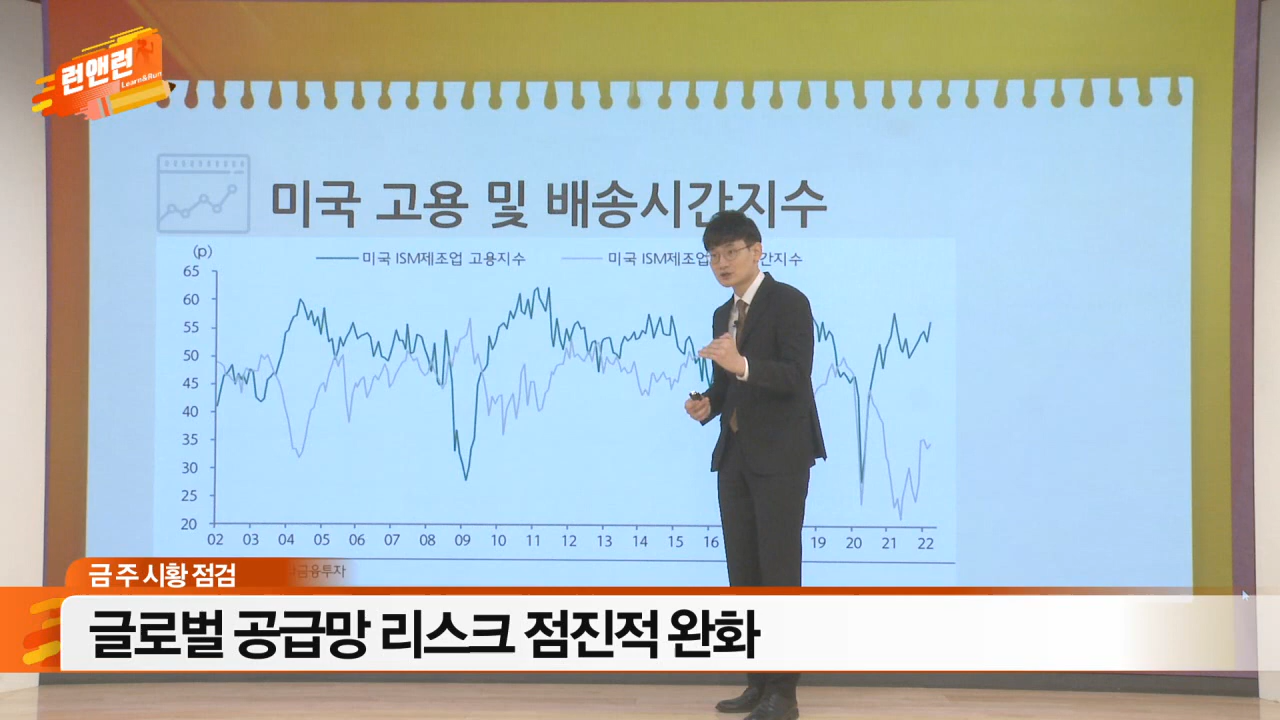 런앤런
Learn&Run
미국 고용 및 배송시간지수
(p)
미국 ISM제조업 고용지수
미국 ISM제조업 간지수
65
60
55
50
45
40
35
30
25
20
02 03 04 05 06 07 08 09 10 11 12 13 14 15 16 19 20 21 22
금융투자
금주 시황 점검
글로벌 공급망 리스크 점진적 완화